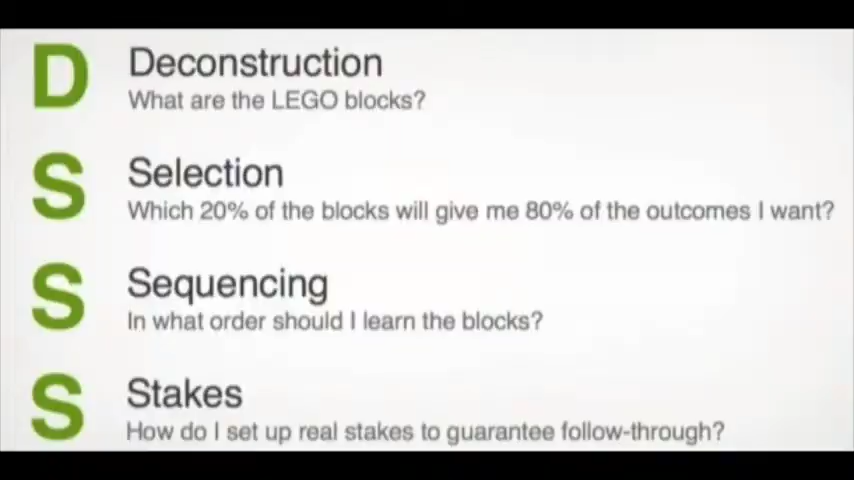 D Deconstruction
What are the LEGO blocks?
S Selection
Which 20% of the blocks will give me 80% of the outcomes I want?
S Sequencing
In what order should I learn the blocks?
S Stakes
How do I set up real stakes to guarantee follow-through?